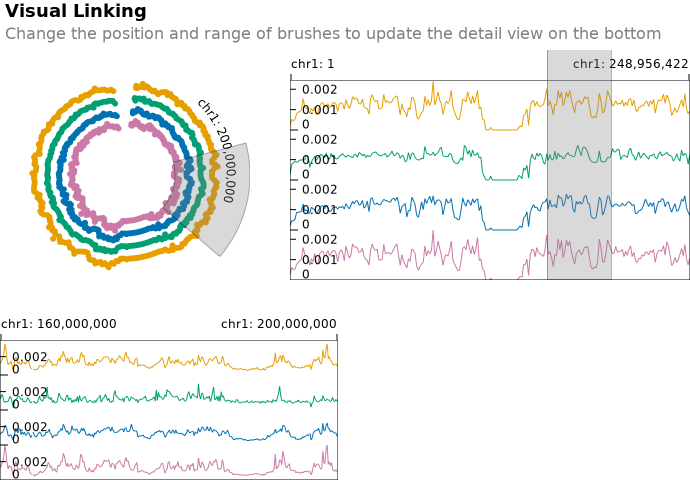 Visual Linking
Change the position and range of brushes to update the detail view on the bottom
chr1: 200,000,000
chr1: 1
chr1: 248,956,422
0.002
0.001
0
0.002
0.001
0
0.002
0.001
0
0.002
0.001
0
chr1: 160,000,000
chr1: 200,000,000
0.002
0
0.002
0
0.002
0
0.002
0